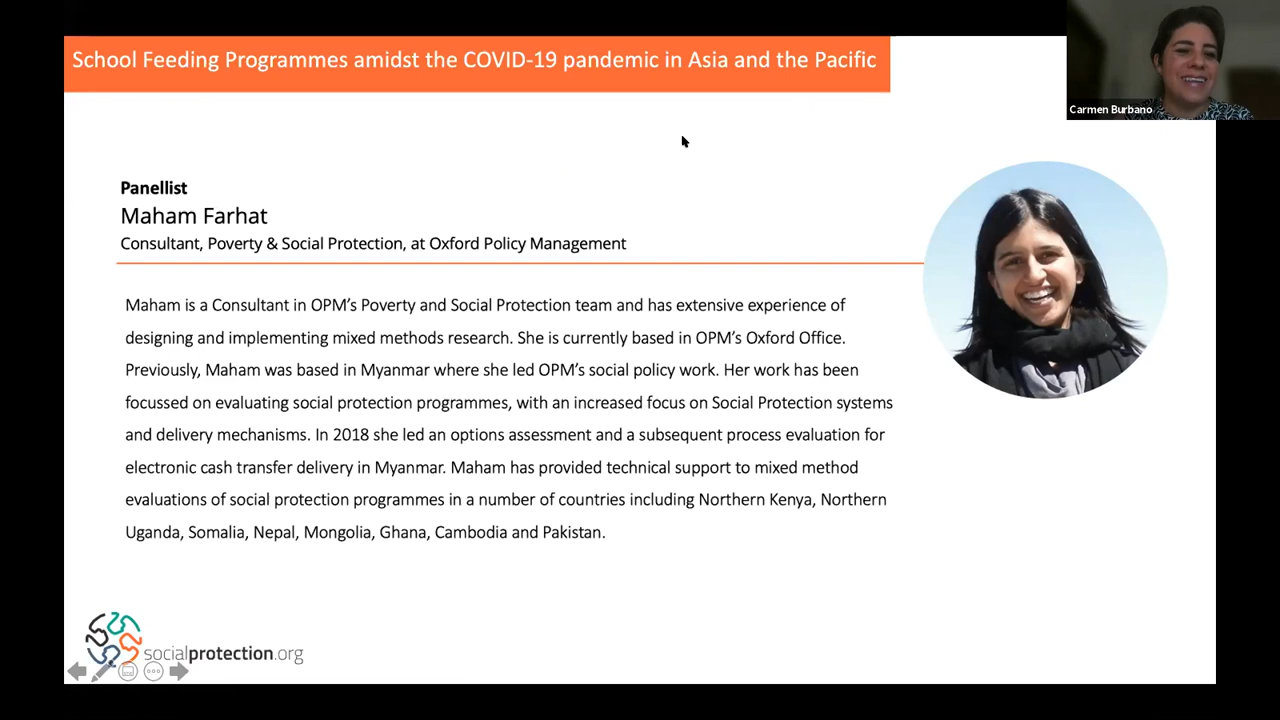 School Feeding Programmes amidst the COVID-19 pandemic in Asia and the Pacific
Carmen Burbano
Panellist
Maham Farhat
Consultant, Poverty & Social Protection, at Oxford Policy Management
Maham is a Consultant in OPM's Poverty and Social Protection team and has extensive experience of
designing and implementing mixed methods research. She is currently based in OPM's Oxford Office.
Previously, Maham was based in Myanmar where she led OPM's social policy work. Her work has been
focussed on evaluating social protection programmes, with an increased focus on Social Protection systems
and delivery mechanisms. In 2018 she led an options assessment and a subsequent process evaluation for
electronic cash transfer delivery in Myanmar. Maham has provided technical support to mixed method
evaluations of social protection programmes in a number of countries including Northern Kenya, Northern
Uganda, Somalia, Nepal, Mongolia, Ghana, Cambodia and Pakistan.
socialprotection.org